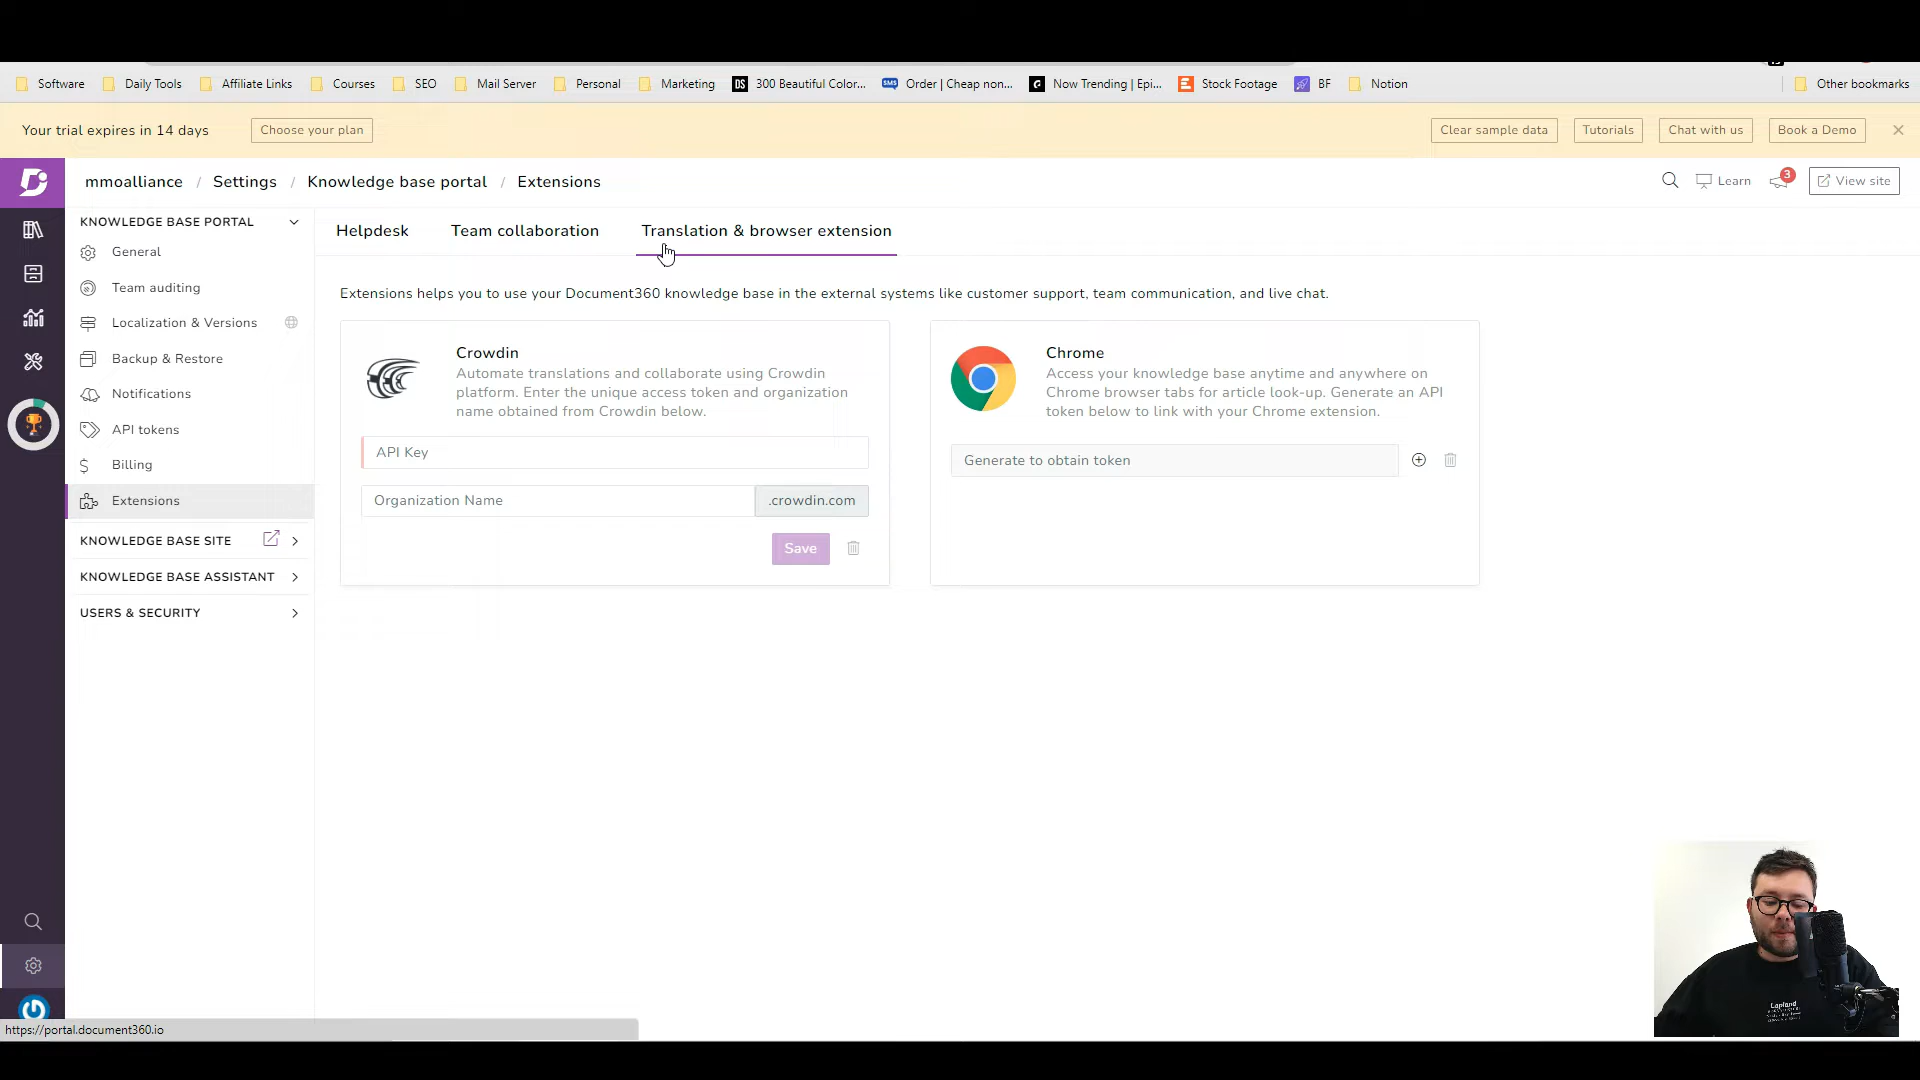 Software
Daily Tools
Affiliate Links
Courses
SEO
Mail Server
Personal
Marketing
DS
300 Beautiful Color...
SMS
Order | Cheap non...
Now Trending | Epi...
Stock Footage
BF
Notion
Other bookmarks
Your trial expires in 14 days
Choose your plan
Clear sample data
Tutorials
Chat with us
Book a Demo
mmoalliance / Settings / Knowledge base portal / Extensions
Learn
3
View site
KNOWLEDGE BASE PORTAL
General
Team auditing
Localization & Versions
Backup & Restore
Notifications
API tokens
Billing
Extensions
KNOWLEDGE BASE SITE
KNOWLEDGE BASE ASSISTANT
USERS & SECURITY
Helpdesk
Team collaboration
Translation & browser extension
Extensions helps you to use your Document360 knowledge base in the external systems like customer support, team communication, and live chat.
Crowdin
Automate translations and collaborate using Crowdin
platform. Enter the unique access token and organization
name obtained from Crowdin below.
API Key
Organization Name
.crowdin.com
Save
Chrome
Access your knowledge base anytime and anywhere on
Chrome browser tabs for article look-up. Generate an API
token below to link with your Chrome extension.
Generate to obtain token
https://portal.document360.io
Lapland